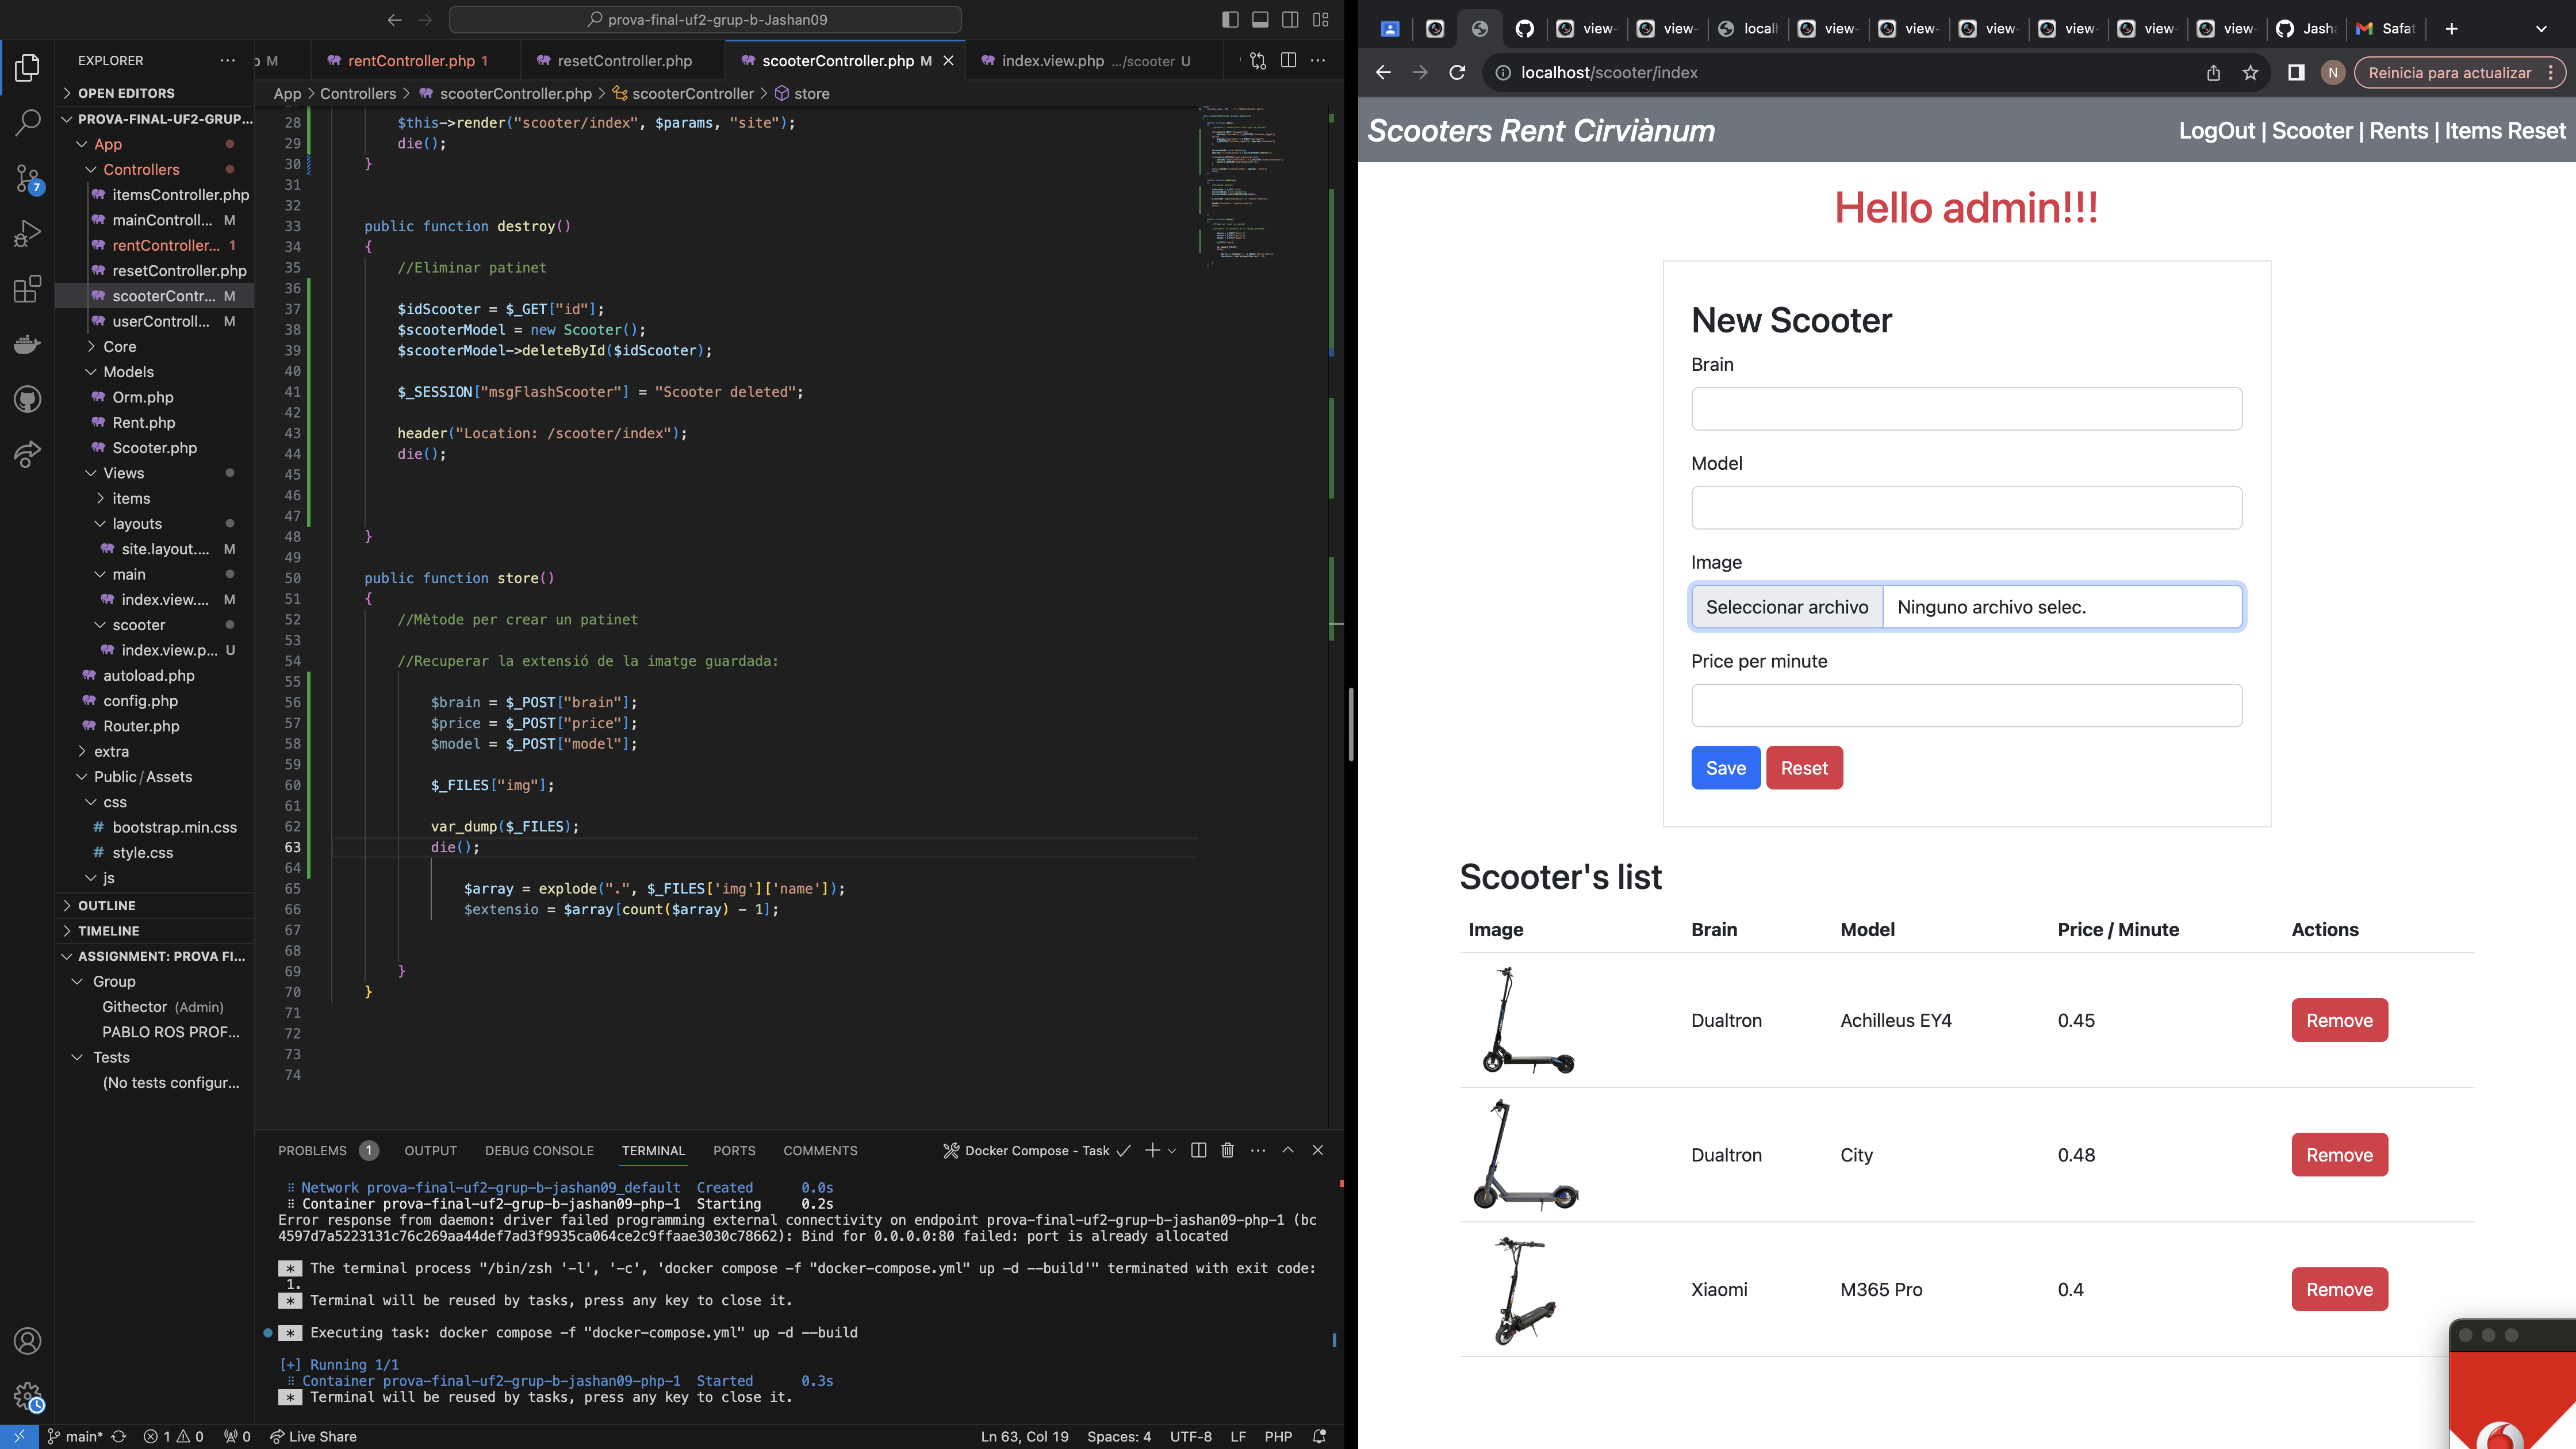 prova-final-uf2-grup-b-Jashan09
EXPLORER
OPEN EDITORS
PROVA-FINAL-UF2-GRUP...
App
Controllers
itemsController.php
mainControll... M
rentController... 1
resetController.php
scooterContr... M
userControll... M
Core
Models
Orm.php
Rent.php
Scooter.php
Views
items
layouts
site.layout.... M
main
index.view.... M
scooter
index.view.p... U
autoload.php
config.php
Router.php
extra
Public/Assets
css
# bootstrap.min.css
# style.css
js
OUTLINE
TIMELINE
ASSIGNMENT: PROVA FI...
Group
Githector (Admin)
PABLO ROS PROF...
Tests
(No tests configur...
M rentController.php 1 resetController.php scooterController.php M index.view.php .../scooter U
App > Controllers > scooterController.php > scooterController > store
28 $this->render("scooter/index", $params, "site");
29 die();
30 }
31
32
33 public function destroy()
34 {
35 //Eliminar patinet
36
37 $idScooter = $_GET["id"];
38 $scooterModel = new Scooter();
39 $scooterModel->deleteById($idScooter);
40
41 $_SESSION["msgFlashScooter"] = "Scooter deleted";
42
43 header("Location: /scooter/index");
44 die();
45
46
47
48 }
49
50 public function store()
51 {
52 //Mètode per crear un patinet
53
54 //Recuperar la extensió de la imatge guardada:
55
56 $brain = $_POST["brain"];
57 $price = $_POST["price"];
58 $model = $_POST["model"];
59
60 $_FILES["img"];
61
62 var_dump($_FILES);
63 die();
64
65 $array = explode(".", $_FILES['img']['name']);
66 $extensio = $array[count($array) - 1];
67
68
69 }
70 }
71
72
73
74
PROBLEMS 1 OUTPUT DEBUG CONSOLE TERMINAL PORTS COMMENTS
Docker Compose - Task
Network prova-final-uf2-grup-b-jashan09_default Created 0.0s
Container prova-final-uf2-grup-b-jashan09-php-1 Starting 0.2s
Error response from daemon: driver failed programming external connectivity on endpoint prova-final-uf2-grup-b-jashan09-php-1 (bc
4597d7a5223131c76c269aa44def7ad3f9935ca064ce2c9ffaae3030c78662): Bind for 0.0.0.0:80 failed: port is already allocated
* The terminal process "/bin/zsh '-l', '-c', 'docker compose -f "docker-compose.yml" up -d --build'" terminated with exit code:
1.
* Terminal will be reused by tasks, press any key to close it.
* Executing task: docker compose -f "docker-compose.yml" up -d --build
[+] Running 1/1
Container prova-final-uf2-grup-b-jashan09-php-1 Started 0.3s
* Terminal will be reused by tasks, press any key to close it.
7
main* 1 0 0 Live Share
Ln 63, Col 19 Spaces: 4 UTF-8 LF PHP
view- view- local view- view- view- view- view- view- Jash Safat
localhost/scooter/index
N Reinicia para actualizar
Scooters Rent Cirviànum
LogOut | Scooter | Rents | Items Reset
Hello admin!!!
New Scooter
Brain
Model
Image
Seleccionar archivo Ninguno archivo selec.
Price per minute
Save Reset
Scooter's list
Image Brain Model Price / Minute Actions
Dualtron Achilleus EY4 0.45 Remove
Dualtron City 0.48 Remove
Xiaomi M365 Pro 0.4 Remove